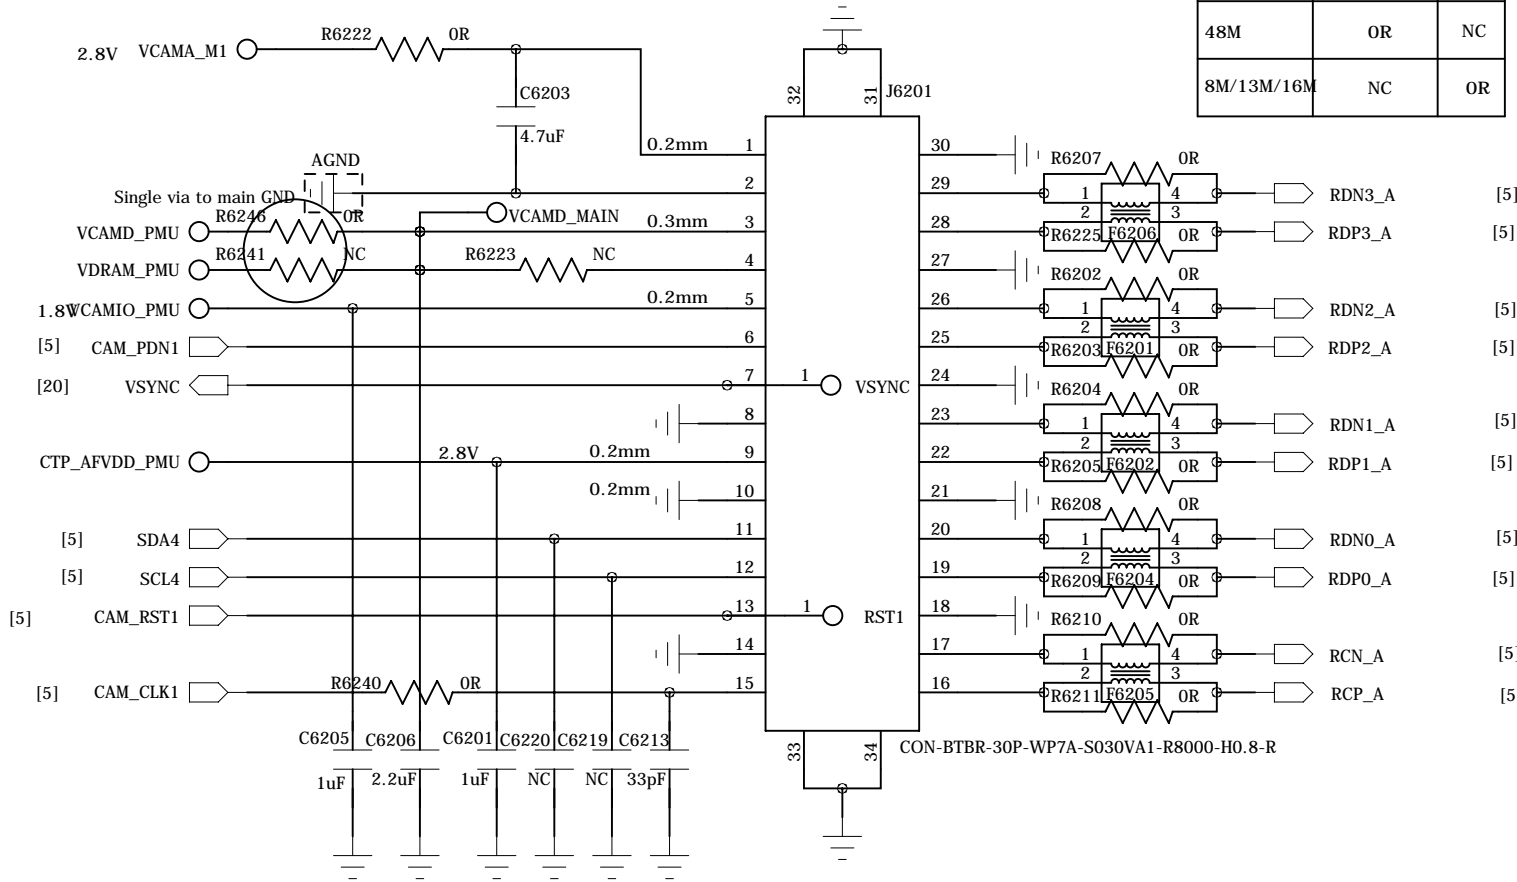 48M 0R NC
8M/13M/16M NC 0R
2.8V VCAMA_M1
R6222 0R
C6203
4.7uF
AGND
Single via to main GND
R6246 0R
VCAMD_PMU
VCAMD_MAIN
R6241 NC
VDRAM_PMU
R6223 NC
1.8V VCAMIO_PMU
[5] CAM_PDN1
[20] VSYNC
CTP_AFVDD_PMU
2.8V
[5] SDA4
[5] SCL4
[5] CAM_RST1
[5] CAM_CLK1
R6240 0R
C6205
1uF
C6206
2.2uF
C6201
1uF
C6220
NC
C6219
NC
C6213
33pF
32
31
J6201
0.2mm 1
2
0.3mm 3
4
0.2mm 5
6
7 1 VSYNC
8
0.2mm 9
0.2mm 10
11
12
13 1 RST1
14
15
33
34
CON-BTBR-30P-WP7A-S030VA1-R8000-H0.8-R
30
29
28
27
26
25
24
23
22
21
20
19
18
17
16
R6207 0R
1 4
2 3
R6225 F6206 0R
RDN3_A [5]
RDP3_A [5]
R6202 0R
1 4
2 3
R6203 F6201 0R
RDN2_A [5]
RDP2_A [5]
R6204 0R
1 4
2 3
R6205 F6202 0R
RDN1_A [5]
RDP1_A [5]
R6208 0R
1 4
2 3
R6209 F6204 0R
RDN0_A [5]
RDP0_A [5]
R6210 0R
1 4
2 3
R6211 F6205 0R
RCN_A [5]
RCP_A [5